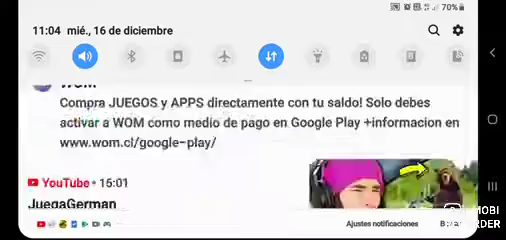 70%
11:04 mié., 16 de diciembre
WOM
Compra JUEGOS y APPS directamente con tu saldo! Solo debes
activar a WOM como medio de pago en Google Play +informacion en
www.wom.cl/google-play/
YouTube • 15:01
JuegaGerman
Ajustes notificaciones